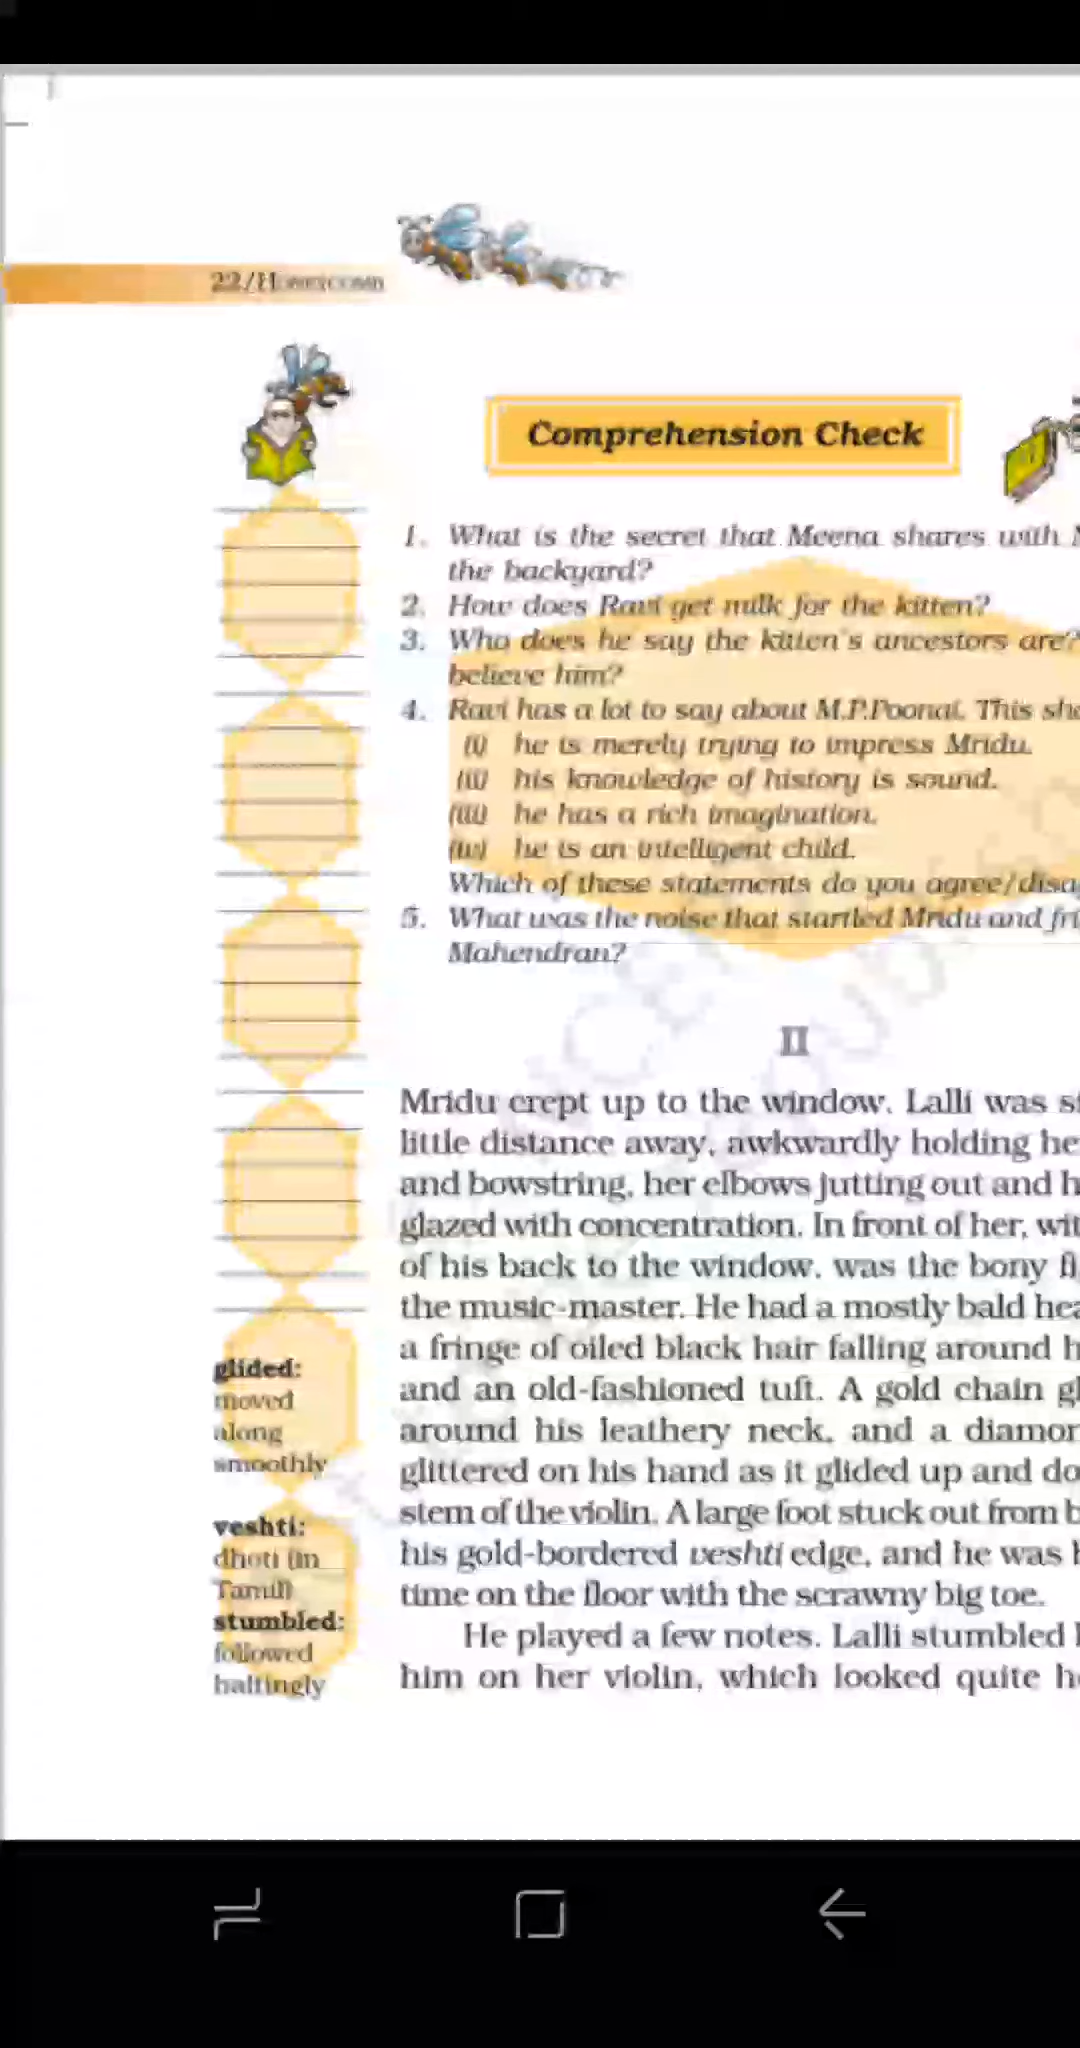 22/HONEYCOMB
Comprehension Check
1. What is the secret that Meena shares with
the backyard?
2. How does Ravi get milk for the kitten?
3. Who does he say the kitten's ancestors are?
believe him?
4. Ravi has a lot to say about M.P.Poonai. This
(i) he is merely trying to impress Mridu.
(ii) his knowledge of history is sound.
(iii) he has a rich imagination.
(iv) he is an intelligent child.
Which of these statements do you agree/
5. What was the noise that startled Mridu and
Mahendran?
II
Mridu crept up to the window. Lalli was
little distance away, awkwardly holding
and bowstring, her elbows jutting out and
glazed with concentration. In front of her,
of his back to the window, was the bony
the music-master. He had a mostly bald
a fringe of oiled black hair falling around
and an old-fashioned tuft. A gold chain
around his leathery neck, and a
glittered on his hand as it glided up and
stem of the violin. A large foot stuck out from
his gold-bordered veshti edge, and he was
time on the floor with the scrawny big toe.
He played a few notes. Lalli stumbled
him on her violin, which looked quite
glided:
moved
along
smoothly
veshti:
dhoti (in
Tamil)
stumbled:
followed
haltingly